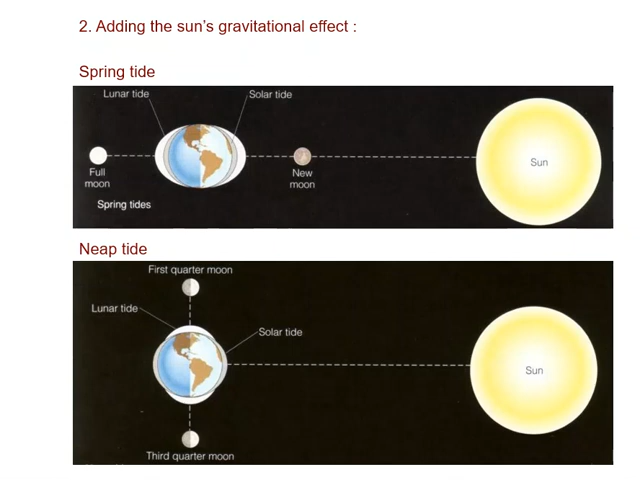 2. Adding the sun’s gravitational effect :
Spring tide
Lunar tide
Solar tide
Full
moon
New
moon
Sun
Spring tides
Neap tide
First quarter moon
Lunar tide
Solar tide
Sun
Third quarter moon